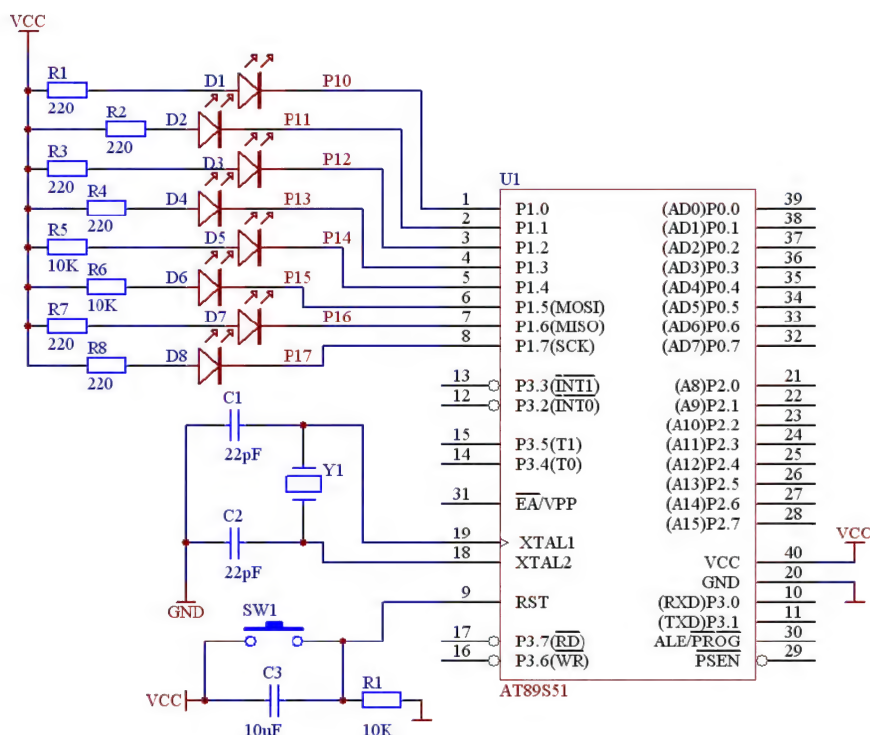 VCC
R1
220
D1
P10
R2
220
D2
P11
R3
220
D3
P12
R4
220
D4
P13
R5
10K
D5
P14
R6
10K
D6
P15
R7
220
D7
P16
R8
220
D8
P17
C1
22pF
Y1
C2
22pF
GND
SW1
VCC
C3
10uF
R1
10K
U1
1 P1.0 (AD0)P0.0 39
2 P1.1 (AD1)P0.1 38
3 P1.2 (AD2)P0.2 37
4 P1.3 (AD3)P0.3 36
5 P1.4 (AD4)P0.4 35
6 P1.5(MOSI) (AD5)P0.5 34
7 P1.6(MISO) (AD6)P0.6 33
8 P1.7(SCK) (AD7)P0.7 32
13 P3.3(INT1) (A8)P2.0 21
12 P3.2(INT0) (A9)P2.1 22
(A10)P2.2 23
15 P3.5(T1) (A11)P2.3 24
14 P3.4(T0) (A12)P2.4 25
(A13)P2.5 26
31 EA/VPP (A14)P2.6 27
(A15)P2.7 28
19 XTAL1
18 XTAL2 VCC 40
VCC
GND 20
9 RST (RXD)P3.0 10
(TXD)P3.1 11
17 P3.7(RD) ALE/PROG 30
16 P3.6(WR) PSEN 29
AT89S51